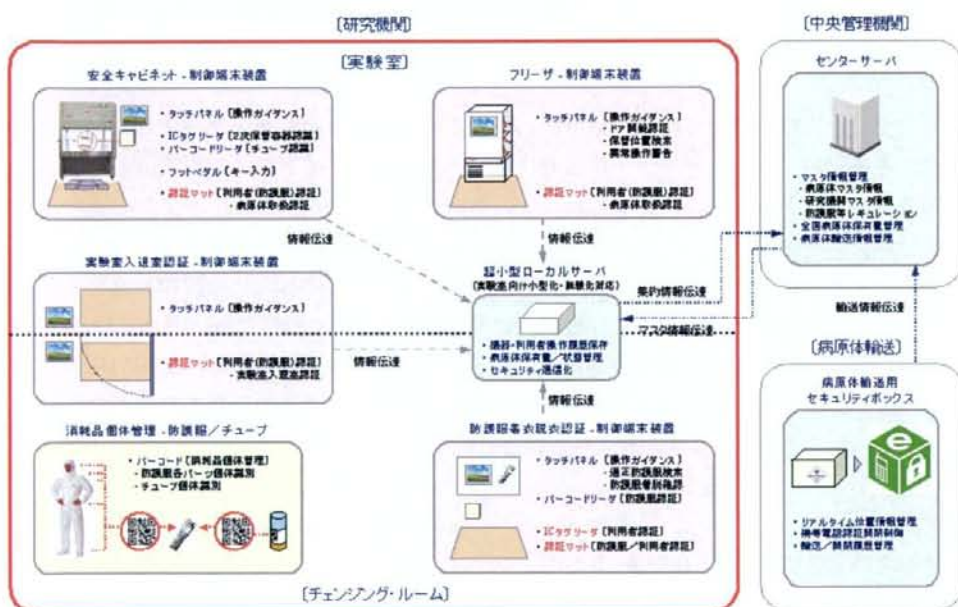 〔研究機関〕
〔中央管理機関〕
〔実験室〕
安全キャビネット - 制御端末装置
・タッチパネル〔操作ガイダンス〕
・ICタグリーダ〔2次保管容器認識〕
・バーコードリーダ〔チューブ認識〕
・フットペダル〔キー入力〕
・認証マット〔利用者(防護服)認証〕
・病原体取扱認証
フリーザ - 制御端末装置
・タッチパネル〔操作ガイダンス〕
・ドア開錠認証
・保管位置検索
・異常操作警告
・認証マット〔利用者(防護服)認証〕
・病原体取扱認証
センターサーバ
・マスタ情報管理
・病原体マスタ情報
・研究機関マスタ情報
・防護服等レギュレーション
・全国病原体保有量管理
・病原体輸送情報管理
情報伝達
情報伝達
実験室入退室認証 - 制御端末装置
・タッチパネル〔操作ガイダンス〕
・認証マット〔利用者(防護服)認証〕
・実験室入退室認証
情報伝達
超小型ローカルサーバ
(実験室向け小型化・無線化対応)
・機器・利用者操作履歴保存
・病原体保有量／状態管理
・セキュリティ通信化
集約情報伝達
マスタ情報伝達
輸送情報伝達
情報伝達
消耗品個体管理 - 防護服／チューブ
・バーコード〔消耗品個体管理〕
・防護服各パーツ個体識別
・チューブ個体識別
防護服着衣脱衣認証 - 制御端末装置
・タッチパネル〔操作ガイダンス〕
・適正防護服検索
・防護服着脱確認
・バーコードリーダ〔防護服認証〕
・ICタグリーダ〔利用者認証〕
・認証マット〔防護服／利用者認証〕
〔病原体輸送〕
病原体輸送用
セキュリティボックス
e
・リアルタイム位置情報管理
・携帯電話認証開閉制御
・輸送／開閉履歴管理
〔チェンジング・ルーム〕